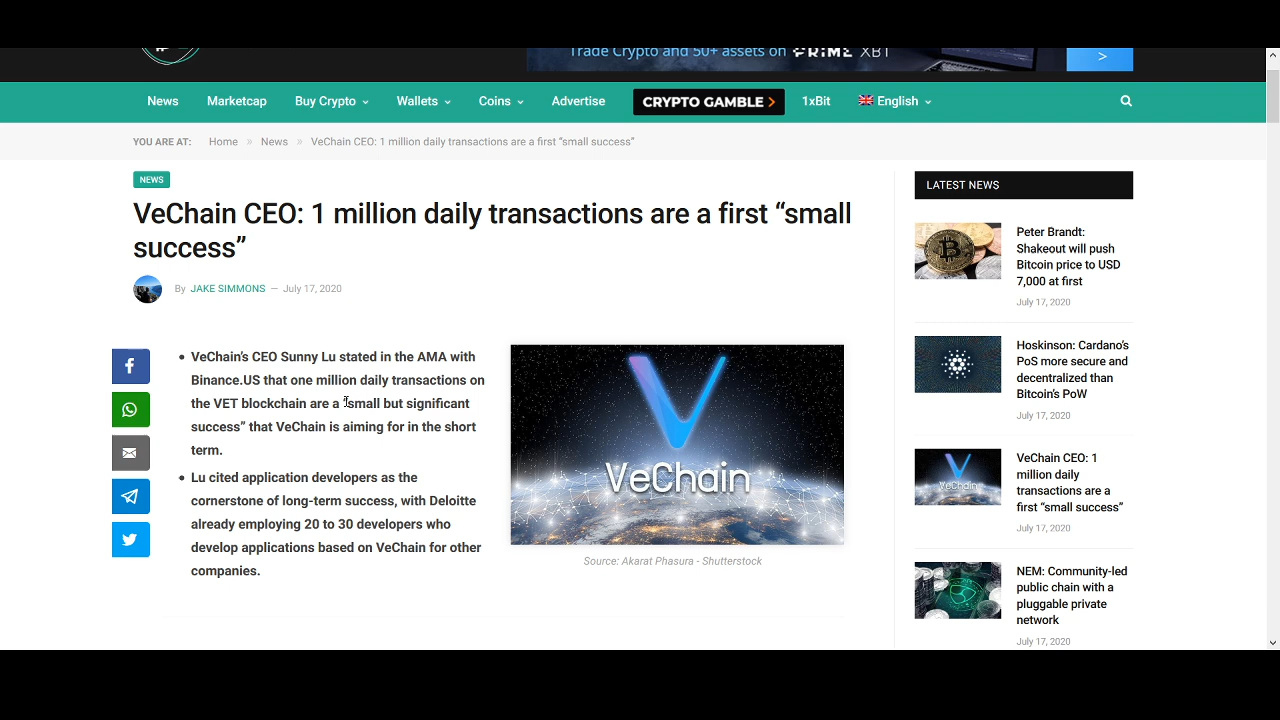 Trade Crypto and 50+ assets on PRIME XBT
>
News Marketcap Buy Crypto Wallets Coins Advertise CRYPTO GAMBLE > 1xBit English
YOU ARE AT: Home » News » VeChain CEO: 1 million daily transactions are a first “small success”
NEWS
VeChain CEO: 1 million daily transactions are a first “small
success”
By JAKE SIMMONS — July 17, 2020
• VeChain’s CEO Sunny Lu stated in the AMA with
Binance.US that one million daily transactions on
the VET blockchain are a “small but significant
success” that VeChain is aiming for in the short
term.
• Lu cited application developers as the
cornerstone of long-term success, with Deloitte
already employing 20 to 30 developers who
develop applications based on VeChain for other
companies.
VeChain
Source: Akarat Phasura - Shutterstock
LATEST NEWS
Peter Brandt:
Shakeout will push
Bitcoin price to USD
7,000 at first
July 17, 2020
Hoskinson: Cardano’s
PoS more secure and
decentralized than
Bitcoin’s PoW
July 17, 2020
VeChain
VeChain CEO: 1
million daily
transactions are a
first “small success”
July 17, 2020
NEM: Community-led
public chain with a
pluggable private
network
July 17, 2020